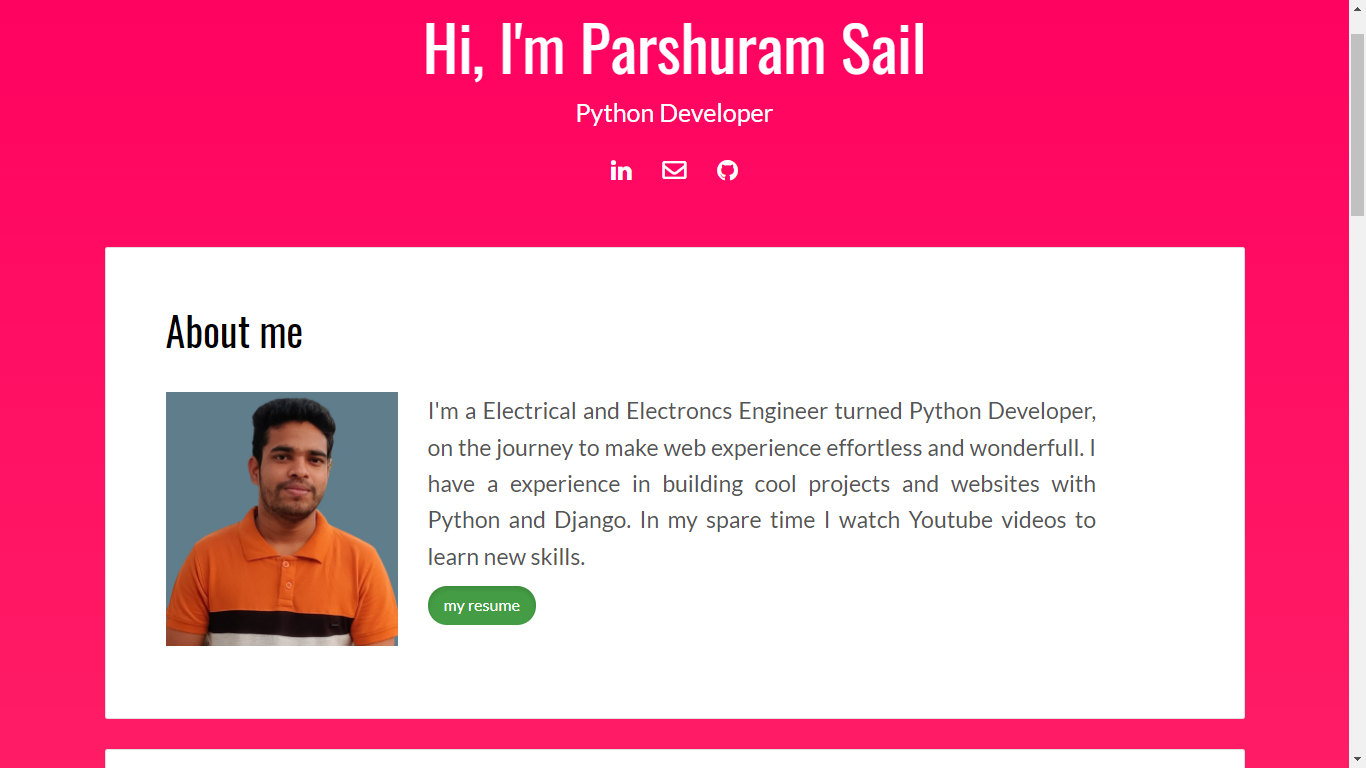 Hi, I'm Parshuram Sail
Python Developer
in
About me
I'm a Electrical and Electroncs Engineer turned Python Developer,
on the journey to make web experience effortless and wonderfull. I
have a experience in building cool projects and websites with
Python and Django. In my spare time I watch Youtube videos to
learn new skills.
my resume